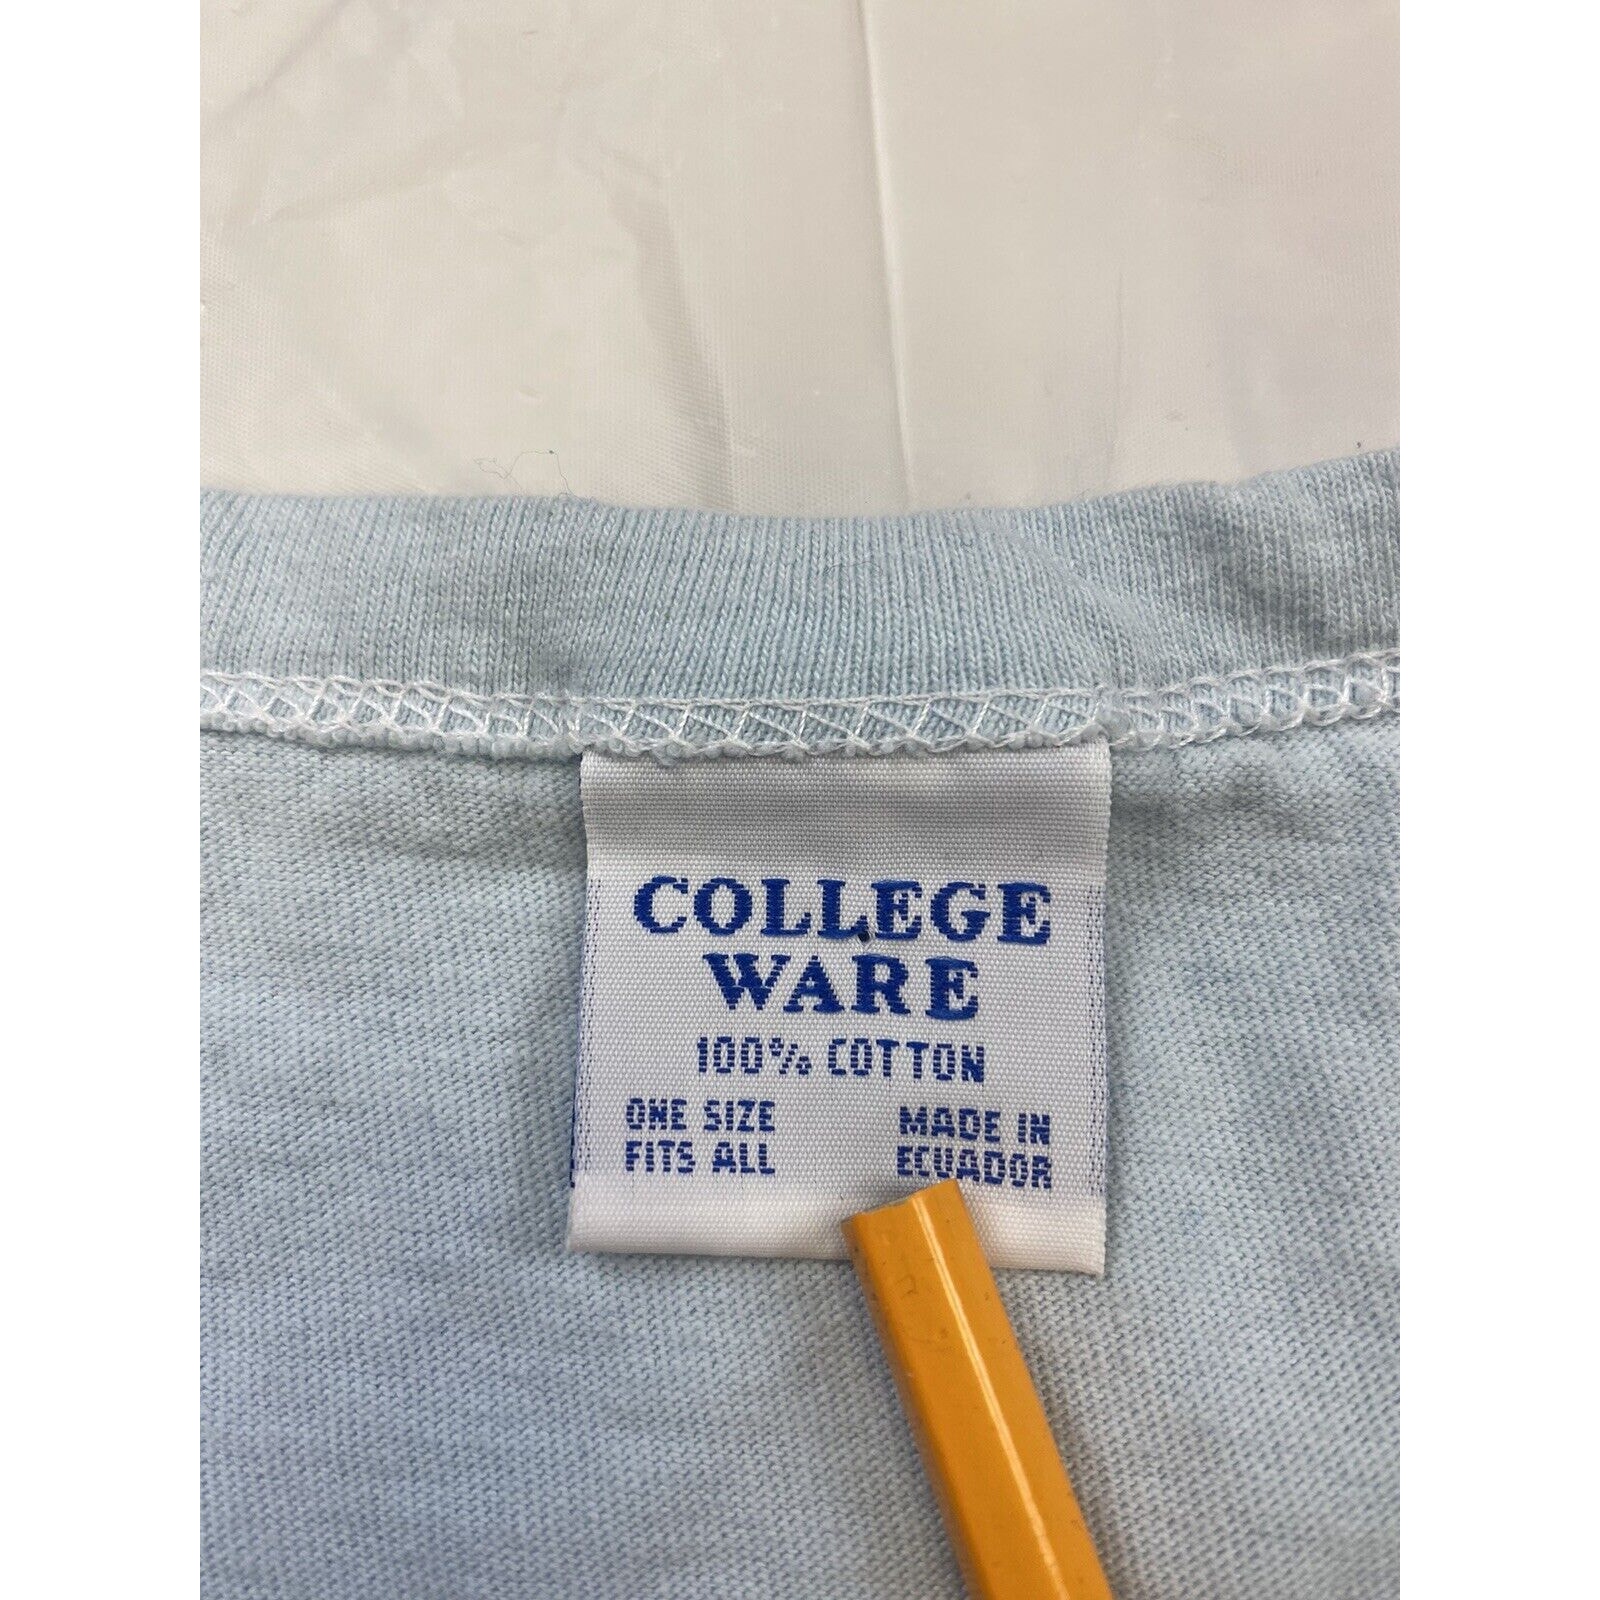 COLLEGE
WARE
100% COTTON
ONE SIZE
FITS ALL
MADE IN
ECUADOR